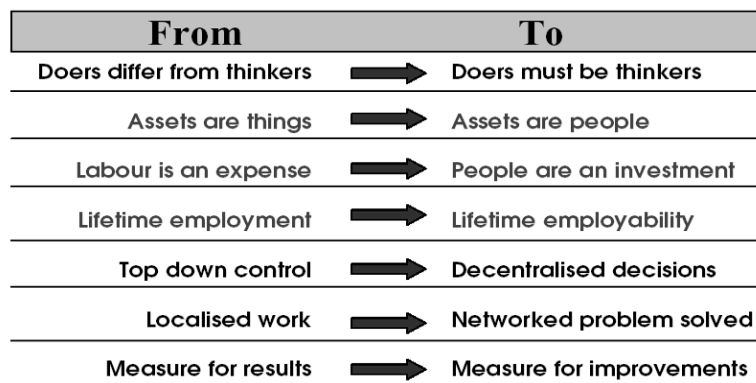 From To
Doers differ from thinkers Doers must be thinkers
Assets are things Assets are people
Labour is an expense People are an investment
Lifetime employment Lifetime employability
Top down control Decentralised decisions
Localised work Networked problem solved
Measure for results Measure for improvements